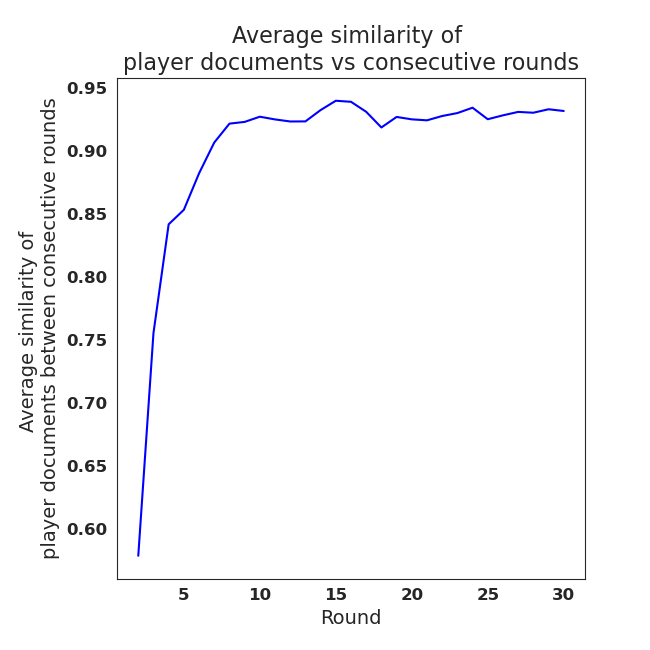 Average similarity of
player documents vs consecutive rounds
Average similarity of
player documents between consecutive rounds
0.95
0.90
0.85
0.80
0.75
0.70
0.65
0.60
5 10 15 20 25 30
Round